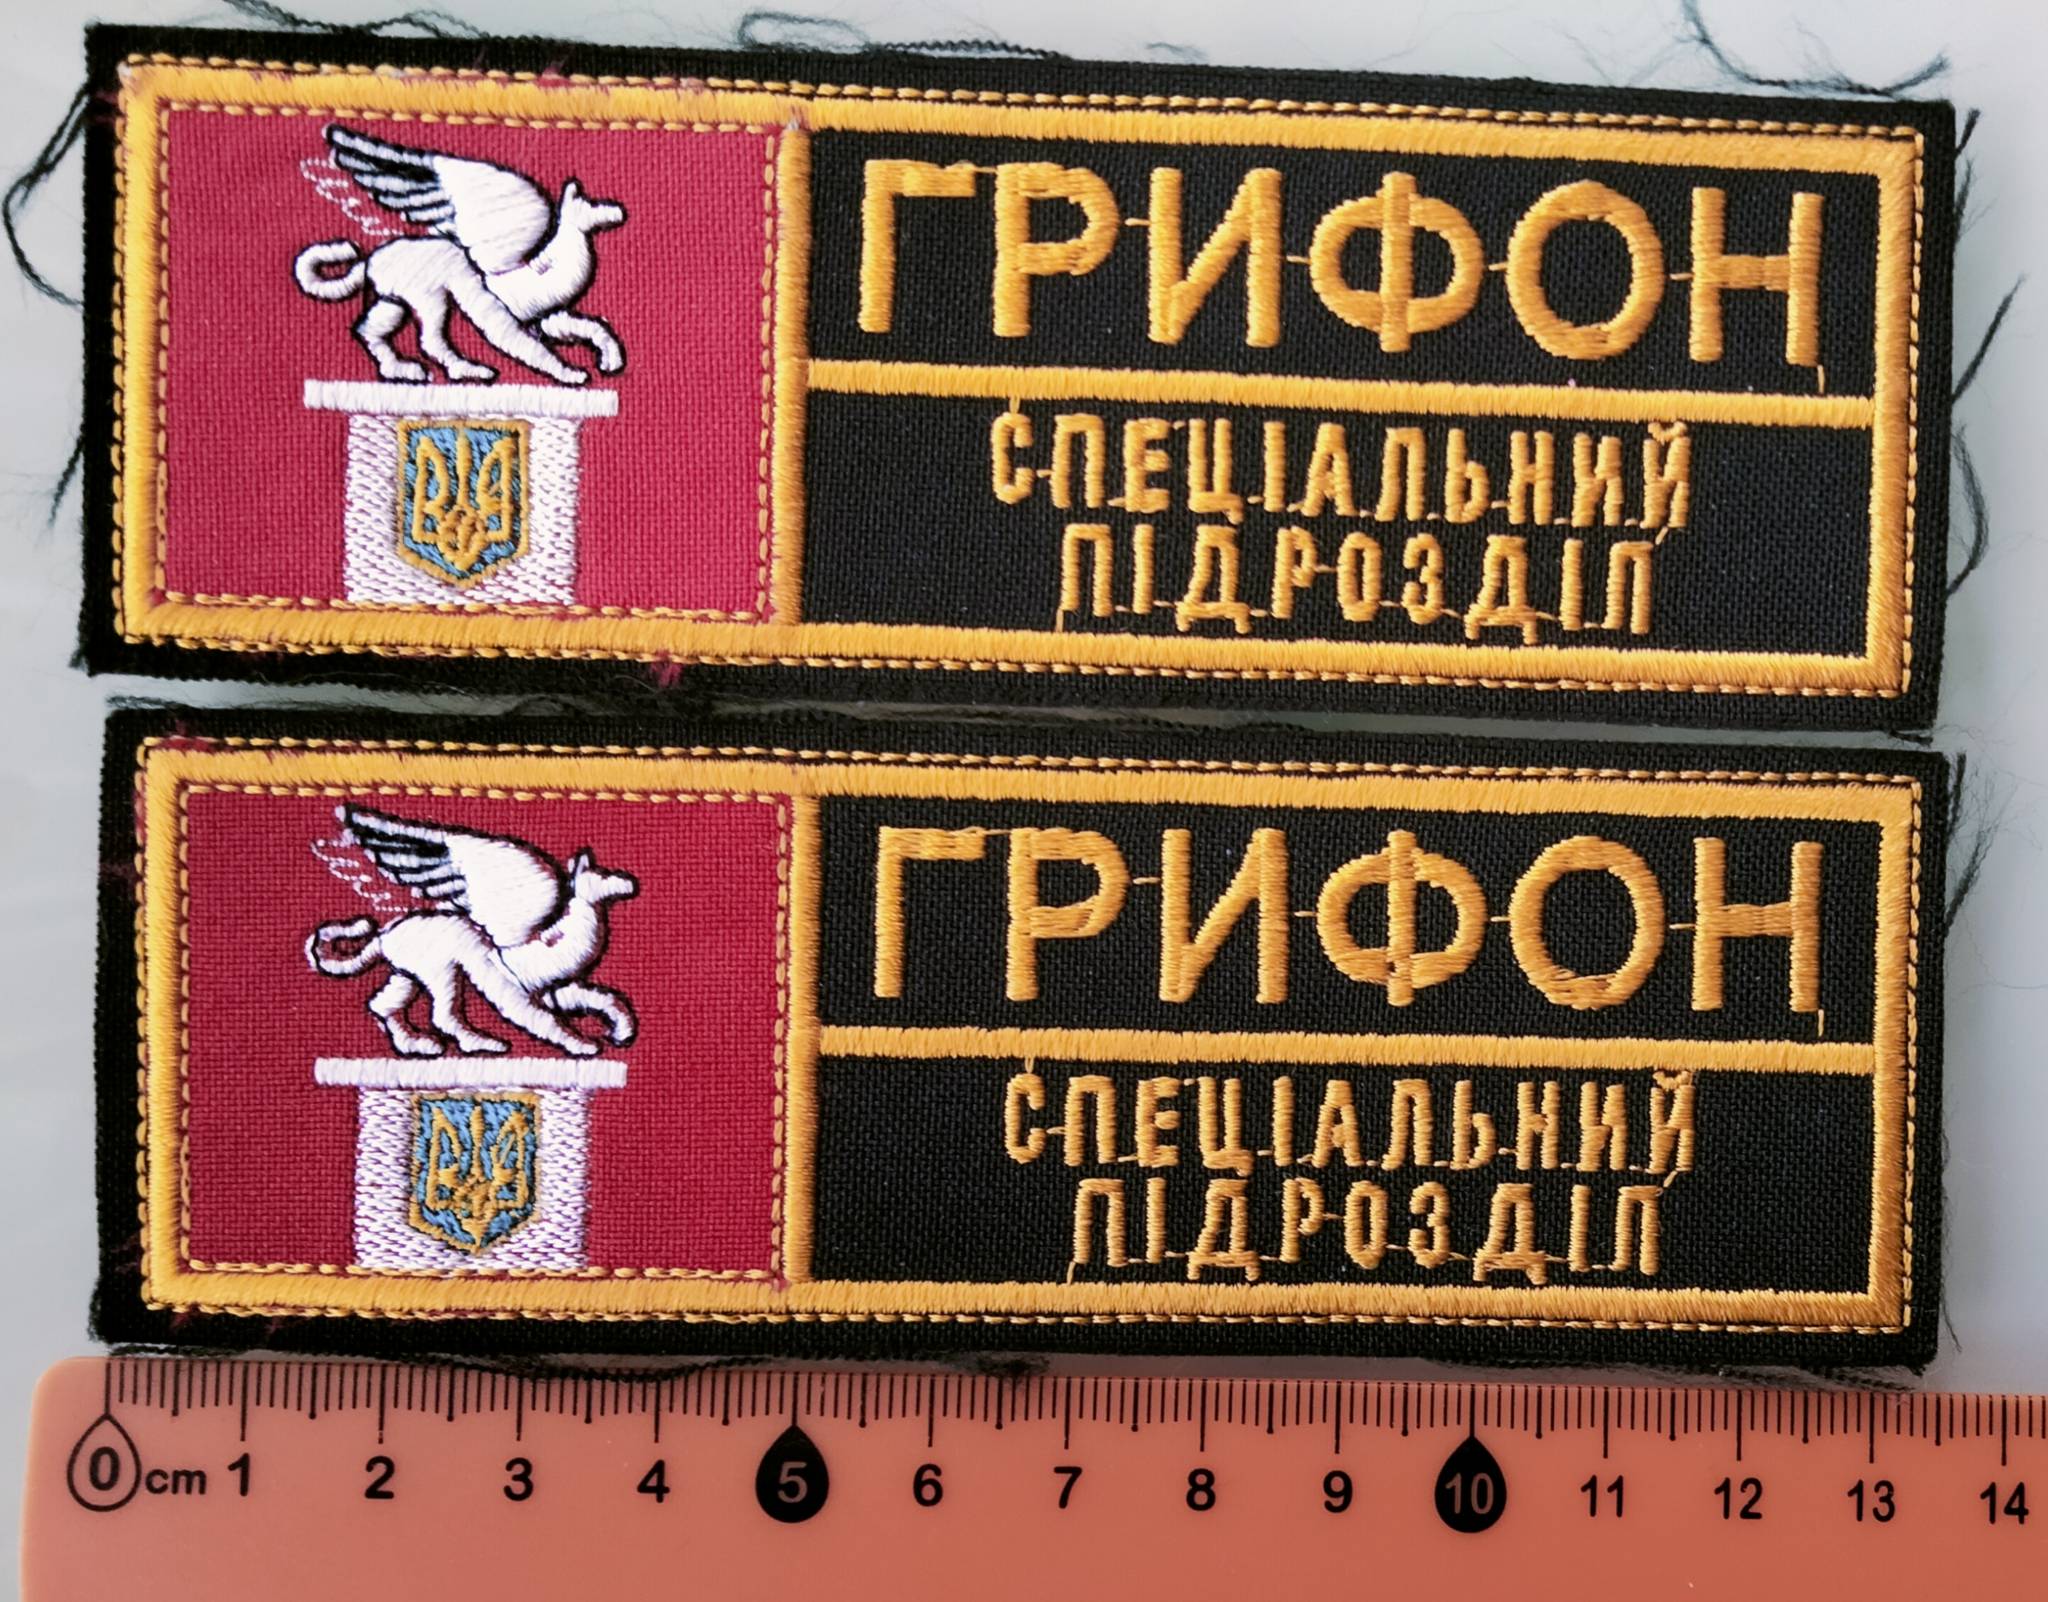 ГРИФОН
СПЕЦІАЛЬНИЙ
ПІДРОЗДІЛ
ГРИФОН
СПЕЦІАЛЬНИЙ
ПІДРОЗДІЛ
0 cm 1 2 3 4 5 6 7 8 9 10 11 12 13 14